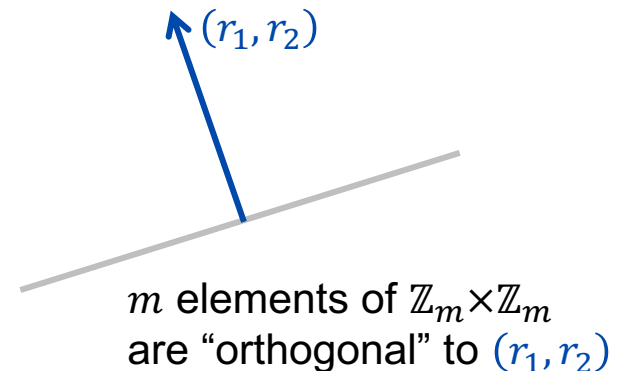 (r₁, r₂)
m elements of ℤₘ×ℤₘ
are “orthogonal” to (r₁, r₂)